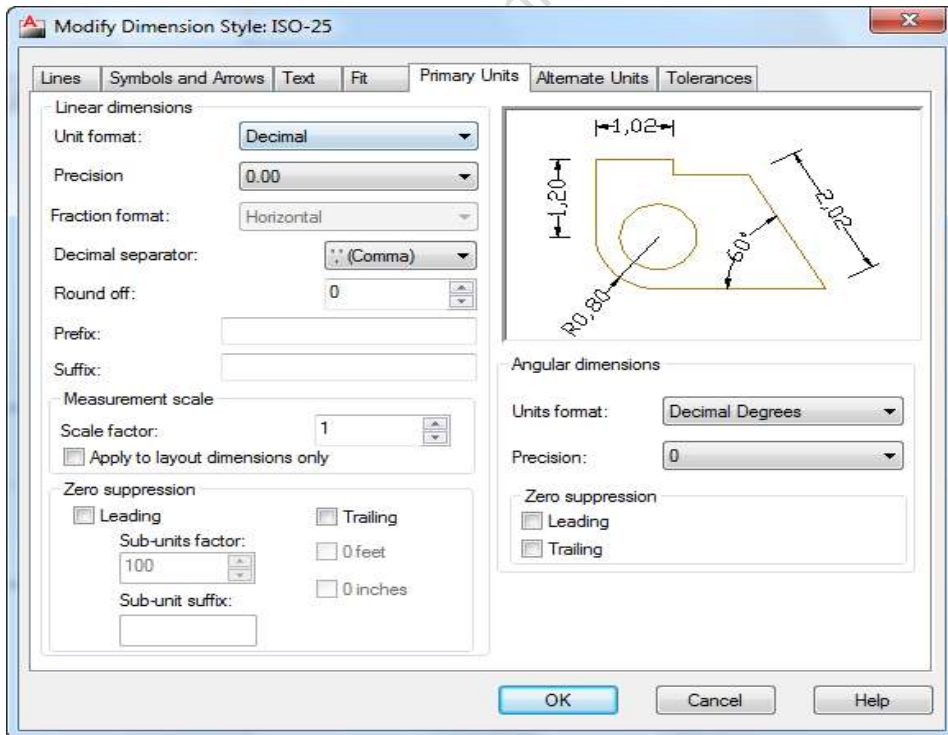 Modify Dimension Style: ISO-25
Lines Symbols and Arrows Text Fit Primary Units Alternate Units Tolerances
Linear dimensions
Unit format: Decimal
Precision 0.00
Fraction format: Horizontal
Decimal separator: ',' (Comma)
Round off: 0
Prefix:
Suffix:
Measurement scale
Scale factor: 1
Apply to layout dimensions only
Zero suppression
Leading
Trailing
Sub-units factor:
100
0 feet
0 inches
Sub-unit suffix:
1,02
1,20
2,02
60°
R0,80
Angular dimensions
Units format: Decimal Degrees
Precision: 0
Zero suppression
Leading
Trailing
OK Cancel Help